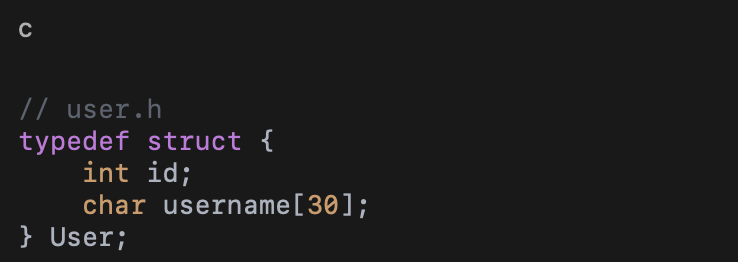 c
// user.h
typedef struct {
    int id;
    char username[30];
} User;